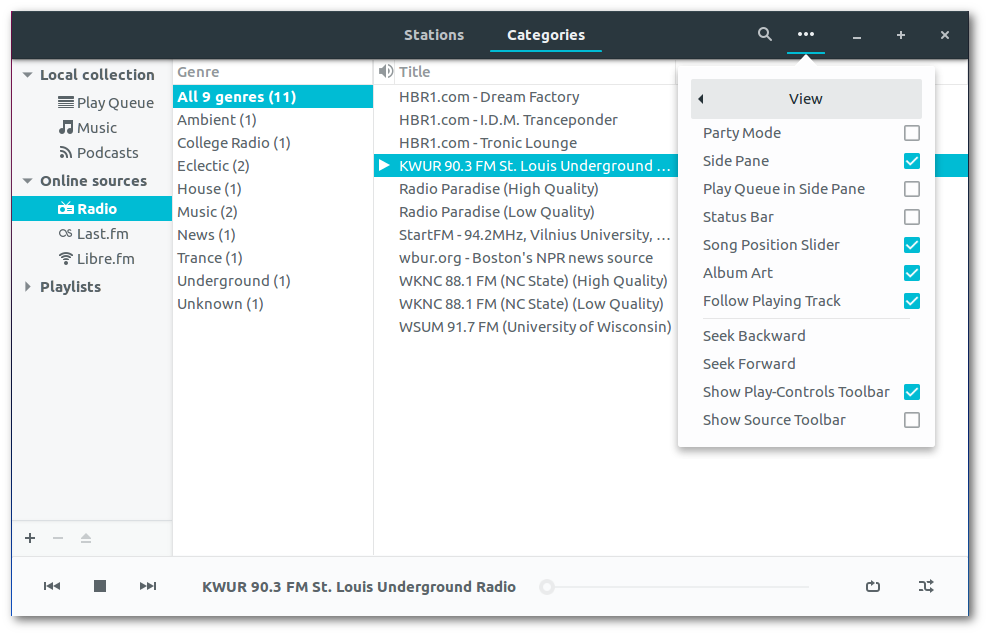 Stations Categories
Local collection
Play Queue
Music
Podcasts
Online sources
Radio
Last.fm
Libre.fm
Playlists
Genre
All 9 genres (11)
Ambient (1)
College Radio (1)
Eclectic (2)
House (1)
Music (2)
News (1)
Trance (1)
Underground (1)
Unknown (1)
Title
HBR1.com - Dream Factory
HBR1.com - I.D.M. Tranceponder
HBR1.com - Tronic Lounge
KWUR 90.3 FM St. Louis Underground ...
Radio Paradise (High Quality)
Radio Paradise (Low Quality)
StartFM - 94.2MHz, Vilnius University, ...
wbur.org - Boston's NPR news source
WKNC 88.1 FM (NC State) (High Quality)
WKNC 88.1 FM (NC State) (Low Quality)
WSUM 91.7 FM (University of Wisconsin)
View
Party Mode
Side Pane
Play Queue in Side Pane
Status Bar
Song Position Slider
Album Art
Follow Playing Track
Seek Backward
Seek Forward
Show Play-Controls Toolbar
Show Source Toolbar
KWUR 90.3 FM St. Louis Underground Radio